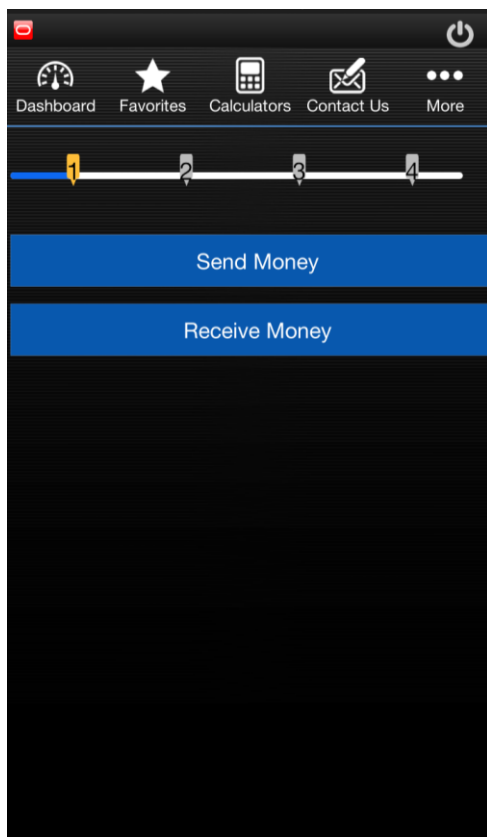 Dashboard Favorites Calculators Contact Us More
1 2 3 4
Send Money
Receive Money